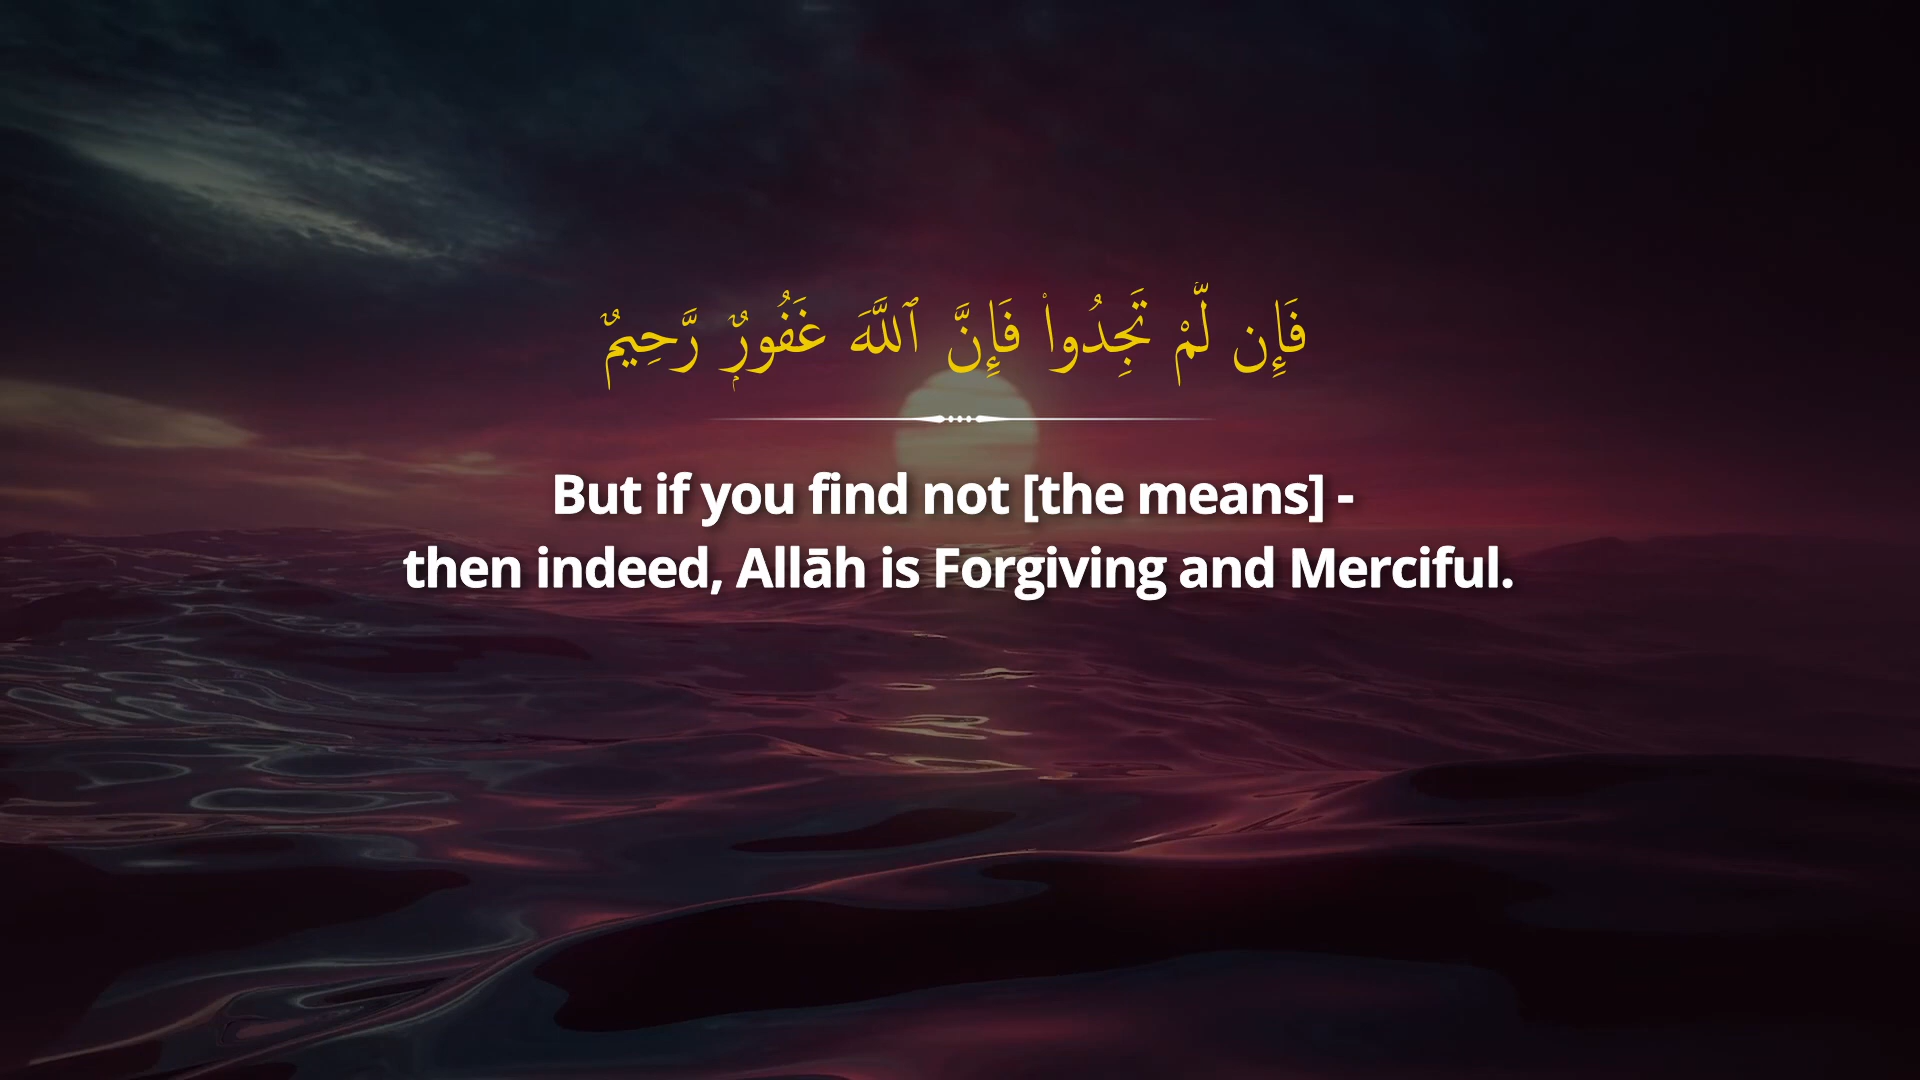 فَإِن لَّمْ تَجِدُوا۟ فَإِنَّ ٱللَّهَ غَفُورٌۭ رَّحِيمٌ
But if you find not [the means] -
then indeed, Allāh is Forgiving and Merciful.